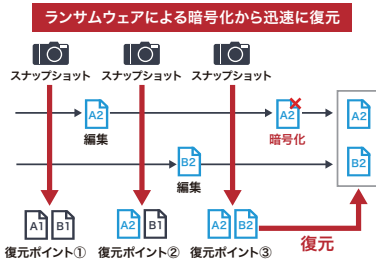 ランサムウェアによる暗号化から迅速に復元
スナップショット スナップショット スナップショット
A2 A2 A2
編集 暗号化
B2 B2
編集
A1 B1 A2 B1 A2 B2
復元ポイント① 復元ポイント② 復元ポイント③ 復元